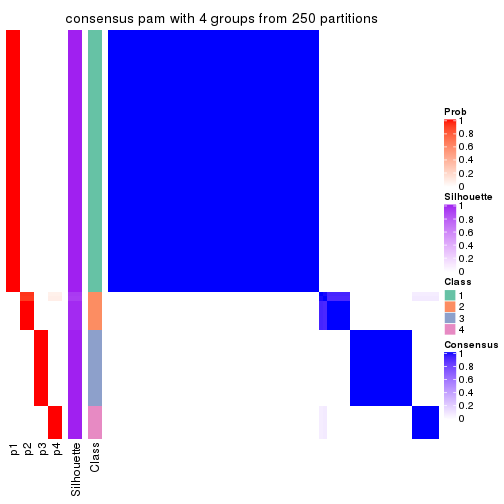 consensus pam with 4 groups from 250 partitions
Prob
1
0.8
0.6
0.4
0.2
0
Silhouette
1
0.8
0.6
0.4
0.2
0
Class
1
2
3
4
Consensus
1
0.8
0.6
0.4
0.2
0
p1
p2
p3
p4
Silhouette
Class